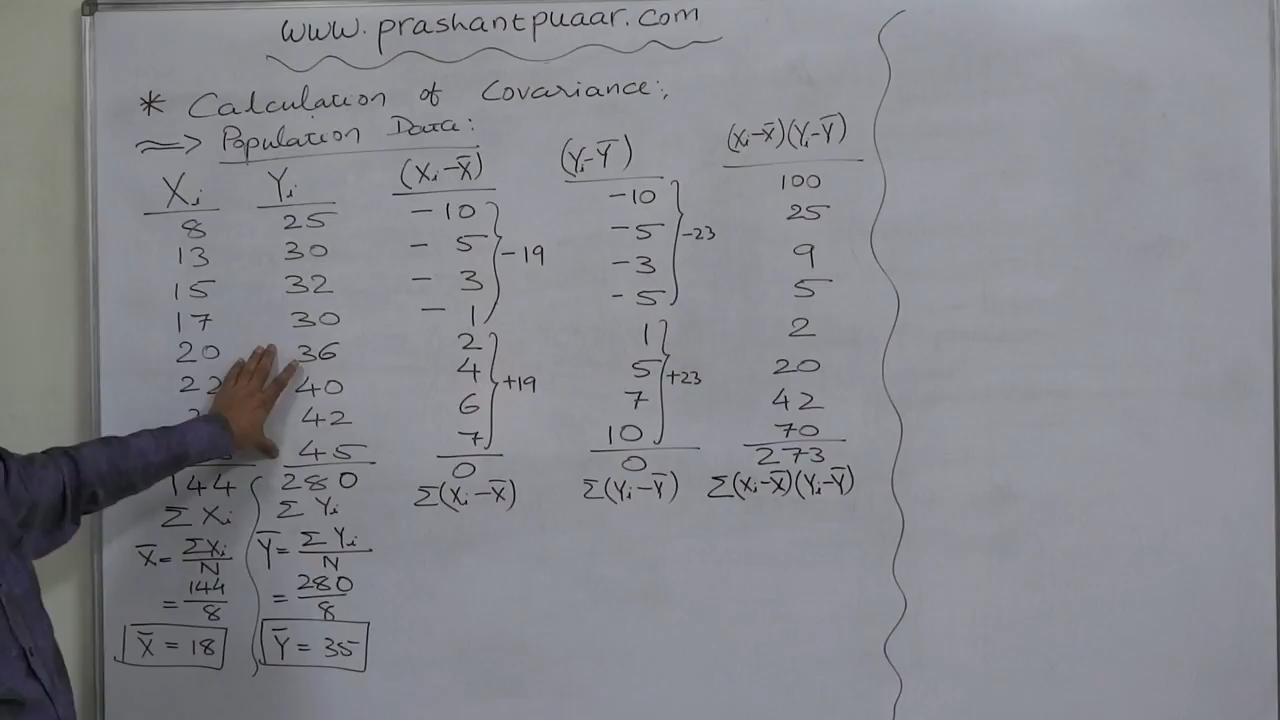 www.prashantpuaar.com
* Calculation of Covariance:,
⇒ Population Data:
Xi Yi (Xi-X̄) (Yi-Ȳ) (Xi-X̄)(Yi-Ȳ)
8 25 -10 -10 100
13 30 -5 -5 25
15 32 -3 -3 9
17 30 -1 -5 5
-19 -23
20 36 2 1 2
22 40 4 5 20
42 6 7 42
45 7 10 70
+19 +23
144 280 0 0 273
ΣXi ΣYi Σ(Xi-X̄) Σ(Yi-Ȳ) Σ(Xi-X̄)(Yi-Ȳ)
X̄ = ΣXi/N Ȳ = ΣYi/N
= 144/8 = 280/8
X̄ = 18 Ȳ = 35